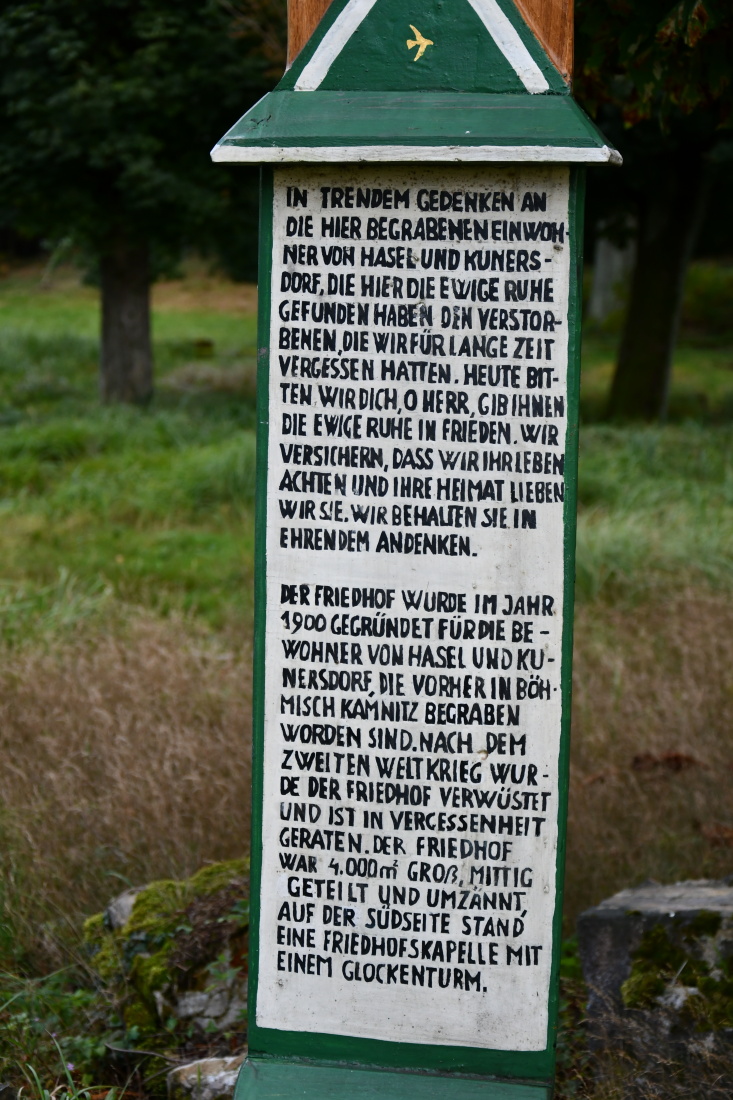 IN TRENDEM GEDENKEN AN
DIE HIER BEGRABENEN EINWOH-
NER VON HASEL UND KUNERS-
DORF, DIE HIER DIE EWIGE RUHE
GEFUNDEN HABEN DEN VERSTOR-
BENEN, DIE WIR FÜR LANGE ZEIT
VERGESSEN HATTEN. HEUTE BIT-
TEN WIR DICH, O HERR, GIB IHNEN
DIE EWIGE RUHE IN FRIEDEN. WIR
VERSICHERN, DASS WIR IHR LEBEN
ACHTEN UND IHRE HEIMAT LIEBEN
WIR SIE. WIR BEHALTEN SIE IN
EHRENDEM ANDENKEN.
DER FRIEDHOF WURDE IM JAHR
1900 GEGRÜNDET FÜR DIE BE-
WOHNER VON HASEL UND KU-
NERSDORF, DIE VORHER IN BÖH-
MISCH KAMNITZ BEGRABEN
WORDEN SIND. NACH DEM
ZWEITEN WELTKRIEG WUR-
DE DER FRIEDHOF VERWÜSTET
UND IST IN VERGESSENHEIT
GERATEN. DER FRIEDHOF
WAR 4.000m² GROß, MITTIG
GETEILT UND UMZÄNNT,
AUF DER SÜDSEITE STAND
EINE FRIEDHOFSKAPELLE MIT
EINEM GLOCKENTURM.